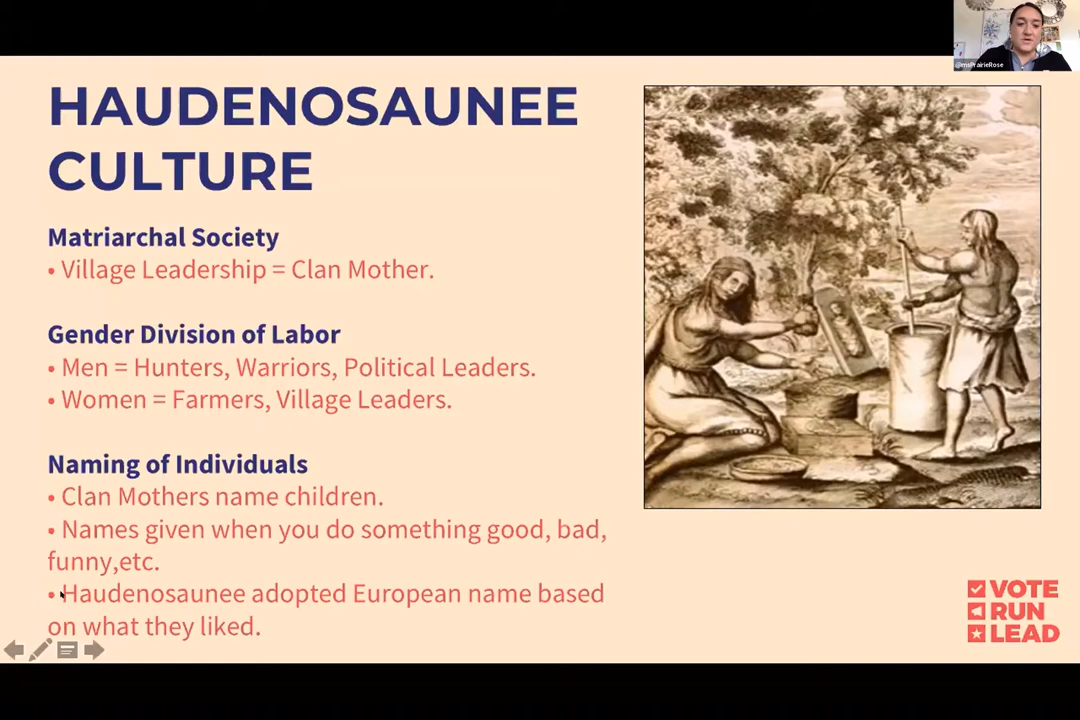 @msPrairieRose
HAUDENOSAUNEE
CULTURE
Matriarchal Society
• Village Leadership = Clan Mother.
Gender Division of Labor
• Men = Hunters, Warriors, Political Leaders.
• Women = Farmers, Village Leaders.
Naming of Individuals
• Clan Mothers name children.
• Names given when you do something good, bad,
funny,etc.
• Haudenosaunee adopted European name based
on what they liked.
VOTE
RUN
LEAD